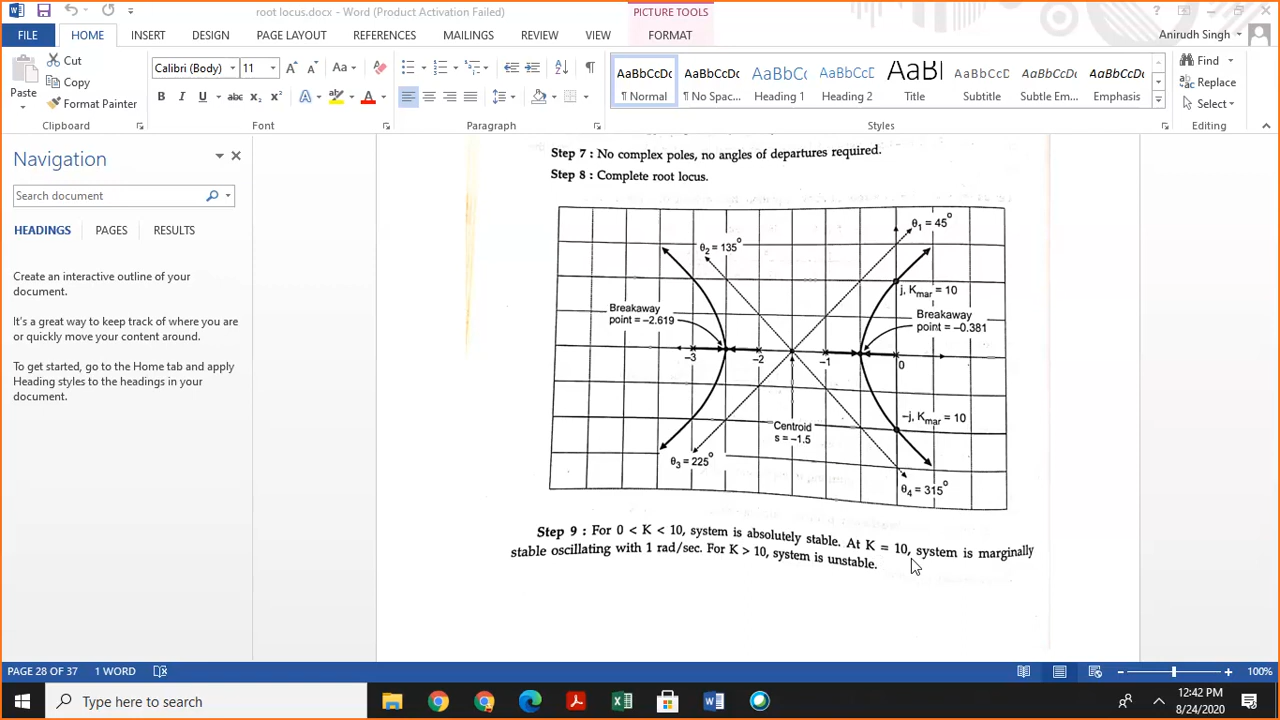 root locus.docx - Word (Product Activation Failed)
PICTURE TOOLS
FILE
HOME
INSERT
DESIGN
PAGE LAYOUT
REFERENCES
MAILINGS
REVIEW
VIEW
FORMAT
Anirudh Singh
Paste
Cut
Copy
Format Painter
Calibri (Body)
11
AaBbCcDc
AaBbCcDc
AaBbCc
AaBbCcC
AaBl
AaBbCcD
AaBbCcDc
AaBbCcDc
¶ Normal
¶ No Spac...
Heading 1
Heading 2
Title
Subtitle
Subtle Em...
Emphasis
Find
Replace
Select
Clipboard
Font
Paragraph
Styles
Editing
Navigation
Search document
HEADINGS
PAGES
RESULTS
Create an interactive outline of your
document.
It's a great way to keep track of where you are
or quickly move your content around.
To get started, go to the Home tab and apply
Heading styles to the headings in your
document.
Step 7 : No complex poles, no angles of departures required.
Step 8 : Complete root locus.
θ1 = 45°
θ2 = 135°
j, Kmar = 10
Breakaway
point = −2.619
Breakaway
point = −0.381
−3
−2
−1
0
−j, Kmar = 10
Centroid
s = −1.5
θ3 = 225°
θ4 = 315°
Step 9 : For 0 < K < 10, system is absolutely stable. At K = 10, system is marginally
stable oscillating with 1 rad/sec. For K > 10, system is unstable.
PAGE 28 OF 37
1 WORD
100%
Type here to search
12:42 PM
8/24/2020